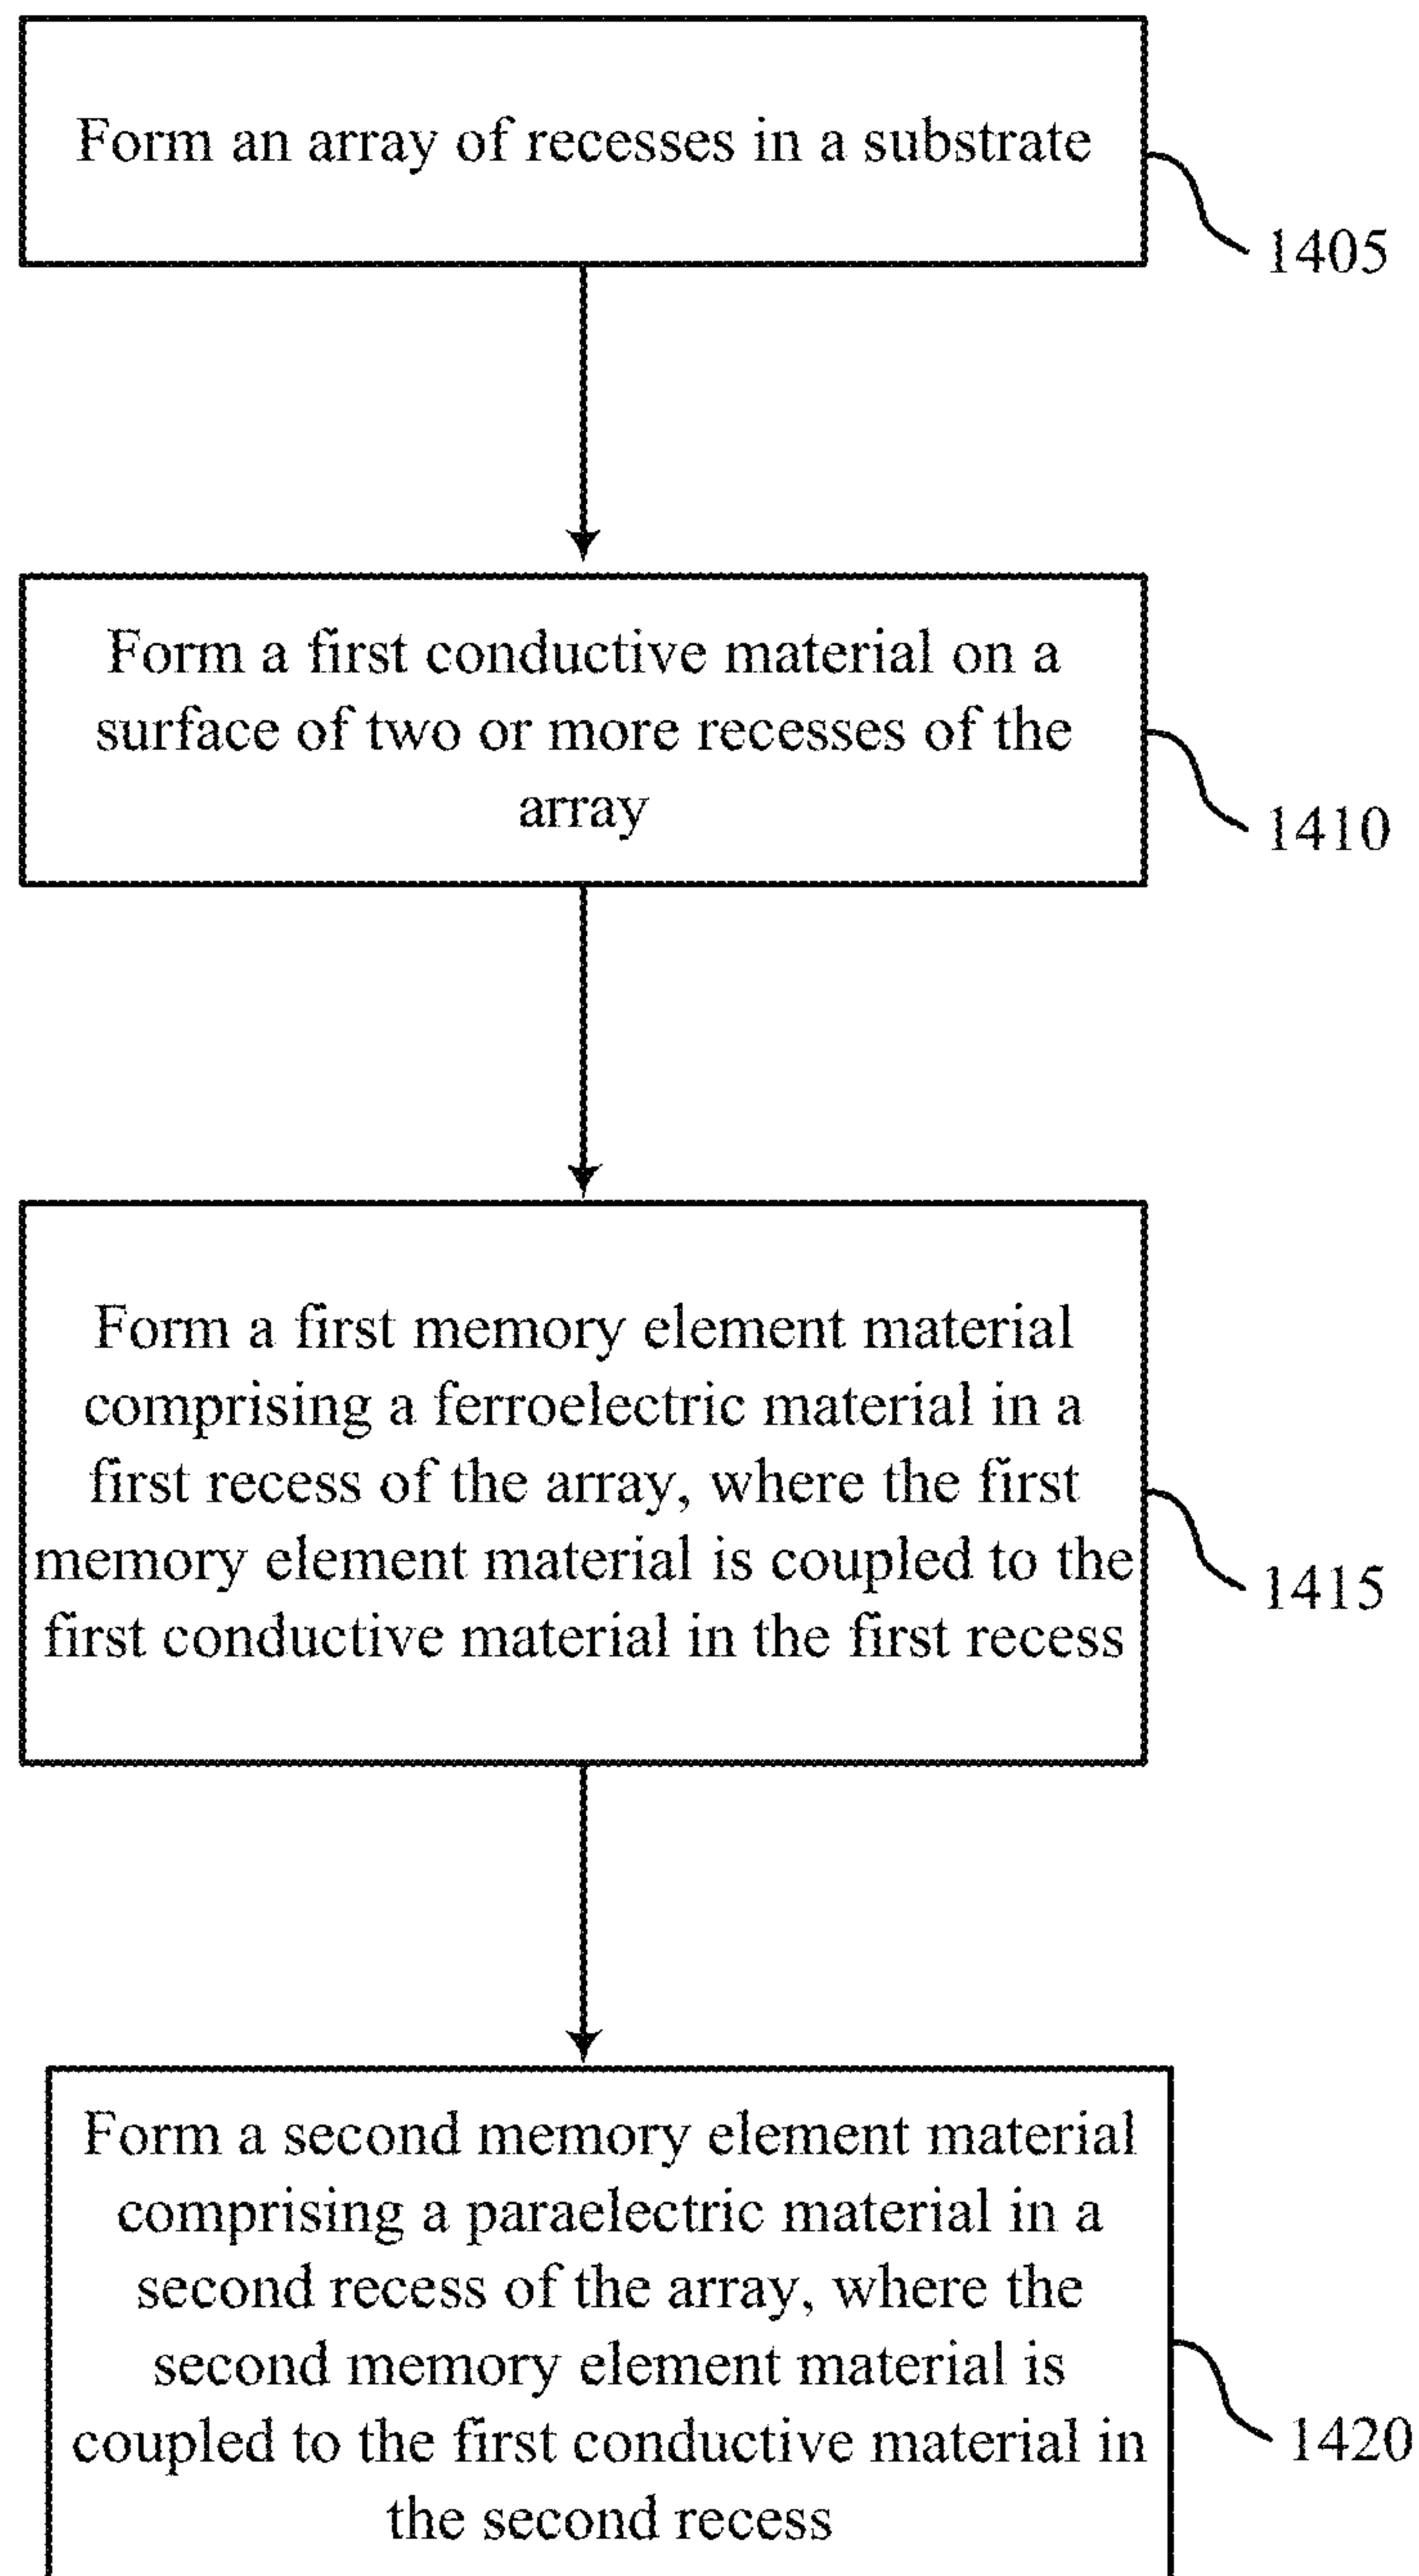 Form an array of recesses in a substrate
1405
Form a first conductive material on a
surface of two or more recesses of the
array
1410
Form a first memory element material
comprising a ferroelectric material in a
first recess of the array, where the first
memory element material is coupled to the
first conductive material in the first recess
1415
Form a second memory element material
comprising a paraelectric material in a
second recess of the array, where the
second memory element material is
coupled to the first conductive material in
the second recess
1420